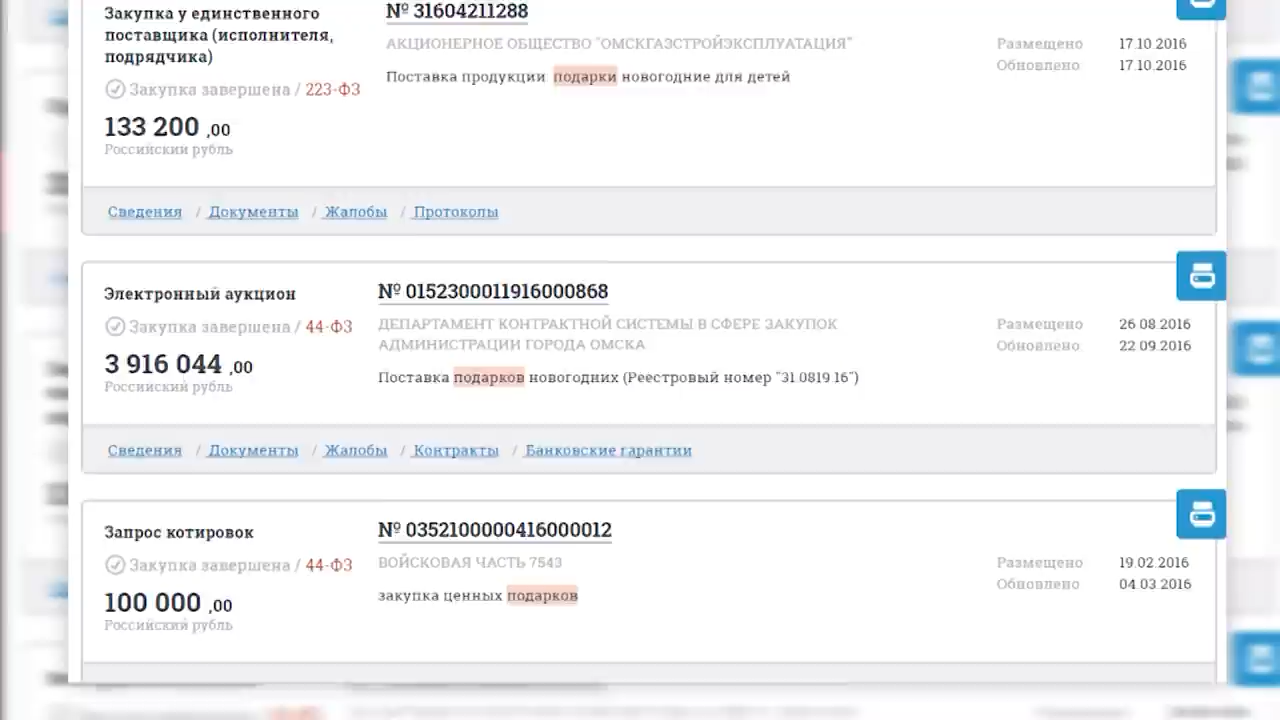 Закупка у единственного
поставщика (исполнителя,
подрядчика)
Закупка завершена / 223-ФЗ
133 200 ,00
Российский рубль
№ 31604211288
АКЦИОНЕРНОЕ ОБЩЕСТВО "ОМСКГАЗСТРОЙЭКСПЛУАТАЦИЯ"
Поставка продукции подарки новогодние для детей
Размещено 17.10.2016
Обновлено 17.10.2016
Сведения / Документы / Жалобы / Протоколы
Электронный аукцион
Закупка завершена / 44-ФЗ
3 916 044 ,00
Российский рубль
№ 0152300011916000868
ДЕПАРТАМЕНТ КОНТРАКТНОЙ СИСТЕМЫ В СФЕРЕ ЗАКУПОК
АДМИНИСТРАЦИИ ГОРОДА ОМСКА
Поставка подарков новогодних (Реестровый номер "31.0819.16")
Размещено 26.08.2016
Обновлено 22.09.2016
Сведения / Документы / Жалобы / Контракты / Банковские гарантии
Запрос котировок
Закупка завершена / 44-ФЗ
100 000 ,00
Российский рубль
№ 0352100000416000012
ВОЙСКОВАЯ ЧАСТЬ 7543
закупка ценных подарков
Размещено 19.02.2016
Обновлено 04.03.2016